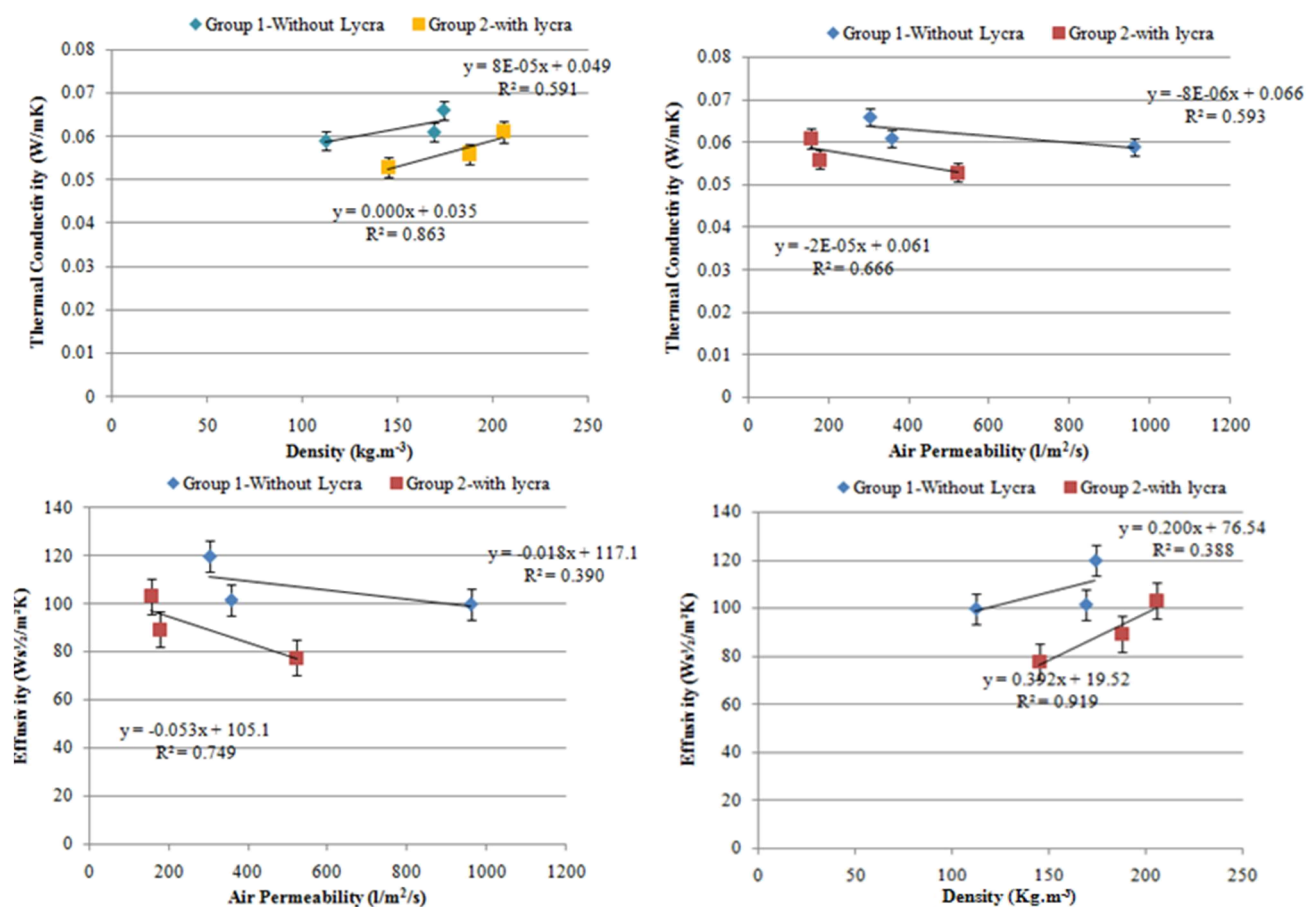 Group 1-Without Lycra Group 2-with lycra
0.08
0.07
0.06
0.05
0.04
0.03
0.02
0.01
0
y = 8E-05x + 0.049
R² = 0.591
y = 0.000x + 0.035
R² = 0.863
Thermal Conductivity (W/mK)
0 50 100 150 200 250
Density (kg.m⁻³)
Group 1-Without Lycra Group 2-with lycra
0.08
0.07
0.06
0.05
0.04
0.03
0.02
0.01
0
y = -8E-06x + 0.066
R² = 0.593
y = -2E-05x + 0.061
R² = 0.666
Thermal Conductivity (W/mK)
0 200 400 600 800 1000 1200
Air Permeability (l/m²/s)
Group 1-Without Lycra Group 2-with lycra
140
120
100
80
60
40
20
0
y = -0.018x + 117.1
R² = 0.390
y = -0.053x + 105.1
R² = 0.749
Effusivity (Ws½/m²K)
0 200 400 600 800 1000 1200
Air Permeability (l/m²/s)
Group 1-Without Lycra Group 2-with lycra
140
120
100
80
60
40
20
0
y = 0.200x + 76.54
R² = 0.388
y = 0.392x + 19.52
R² = 0.919
Effusivity (Ws½/m²K)
0 50 100 150 200 250
Density (Kg.m⁻³)